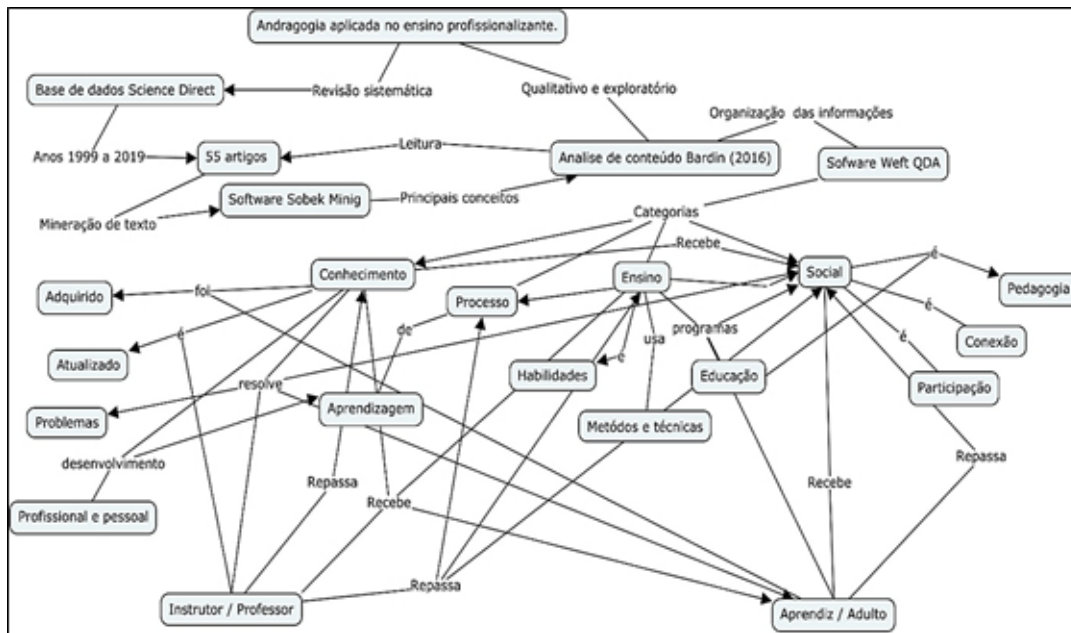 Andragogia aplicada no ensino profissionalizante.
Base de dados Science Direct
Revisão sistemática
Qualitativo e exploratório
Organização das informações
Anos 1999 a 2019
55 artigos
Leitura
Analise de conteúdo Bardin (2016)
Sofware Weft QDA
Mineração de texto
Software Sobek Minig
Principais conceitos
Categorias
Recebe
é
Conhecimento
Ensino
Social
Pedagogia
Adquirido
foi
Processo
é
de
usa
programas
é
Conexão
Atualizado
é
Habilidades
Educação
é
Participação
resolve
Problemas
Aprendizagem
Metódos e técnicas
desenvolvimento
Repassa
Repassa
Recebe
Recebe
Profissional e pessoal
Repassa
Instrutor / Professor
Aprendiz / Adulto